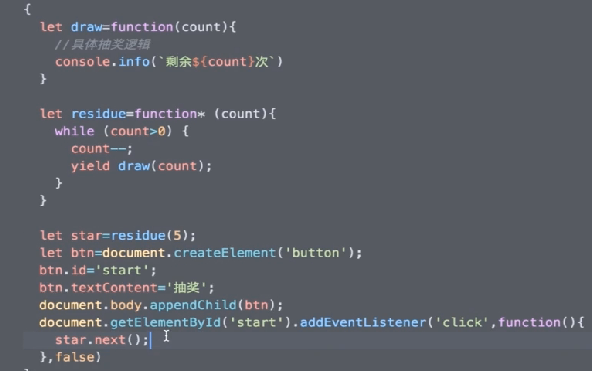 {
let draw=function(count){
//具体抽奖逻辑
console.info(`剩余${count}次`)
}
let residue=function* (count){
while (count>0) {
count--;
yield draw(count);
}
}
let star=residue(5);
let btn=document.createElement('button');
btn.id='start';
btn.textContent='抽奖';
document.body.appendChild(btn);
document.getElementById('start').addEventListener('click',function(){
star.next();
},false)